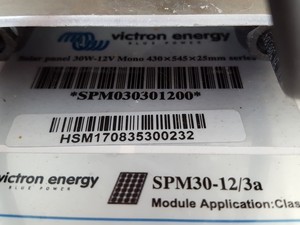 victron energy
BLUE POWER
Solar panel 30W-12V Mono 430×545×25mm series
*SPM030301200*
HSM170835300232
victron energy
BLUE POWER
SPM30-12/3a
Module Application:Clas